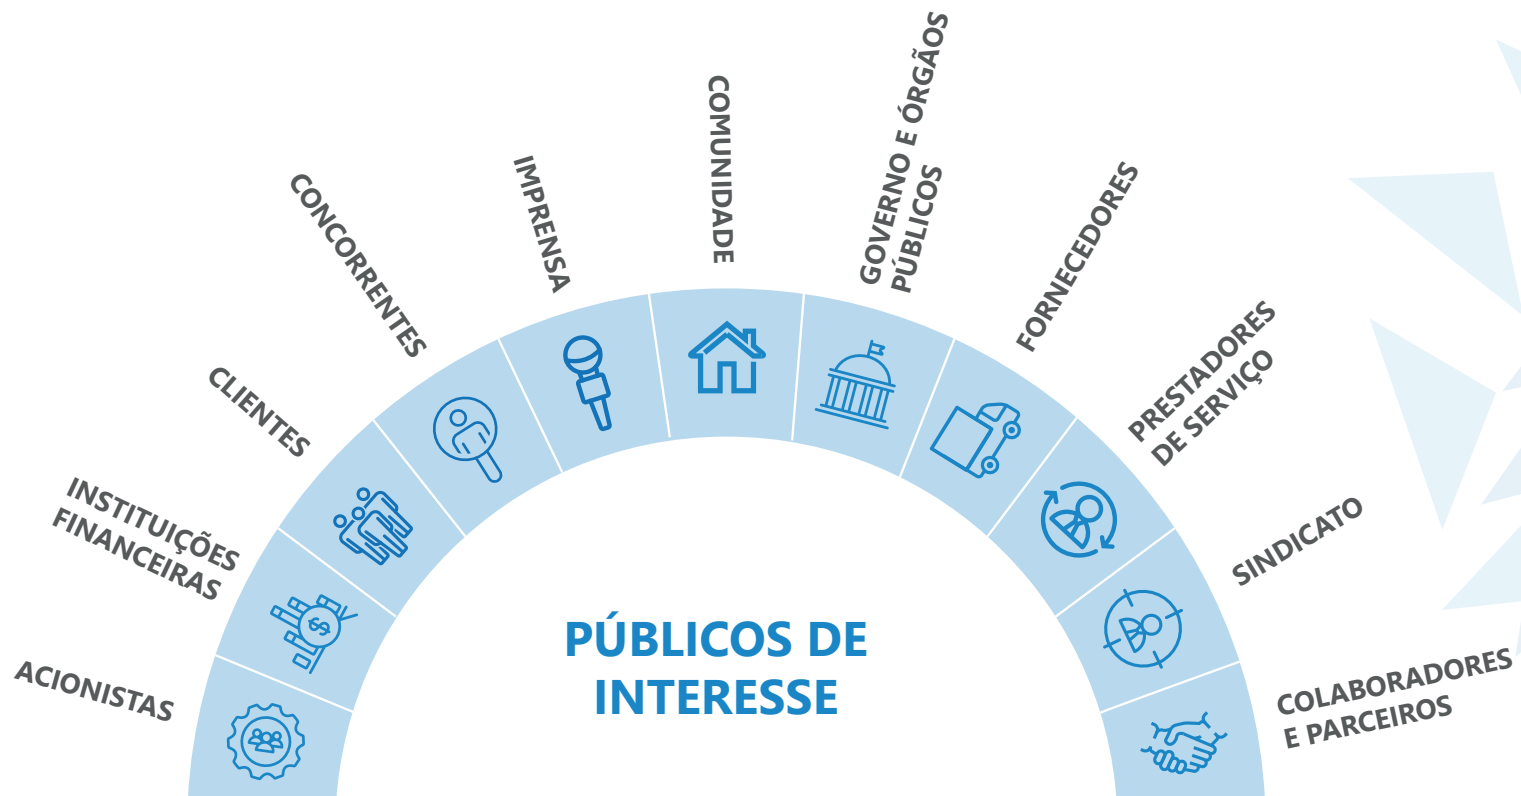 ACIONISTAS
INSTITUIÇÕES
FINANCEIRAS
CLIENTES
CONCORRENTES
IMPRENSA
COMUNIDADE
GOVERNO E ÓRGÃOS
PÚBLICOS
FORNECEDORES
PRESTADORES
DE SERVIÇO
SINDICATO
COLABORADORES
E PARCEIROS
$
PÚBLICOS DE
INTERESSE